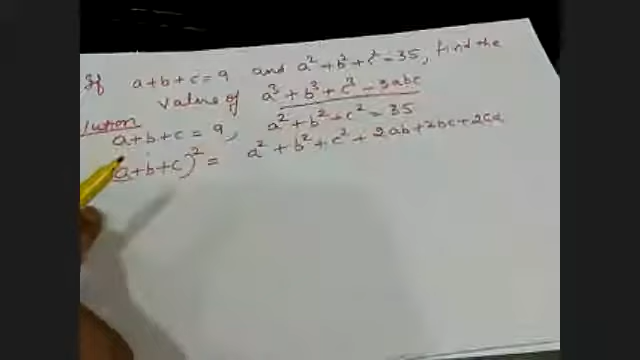 If a+b+c=9 and a²+b²+c²=35, find the
value of a³+b³+c³-3abc
lution
a+b+c=9, a²+b²+c²=35
(a+b+c)² = a²+b²+c²+2ab+2bc+2ca